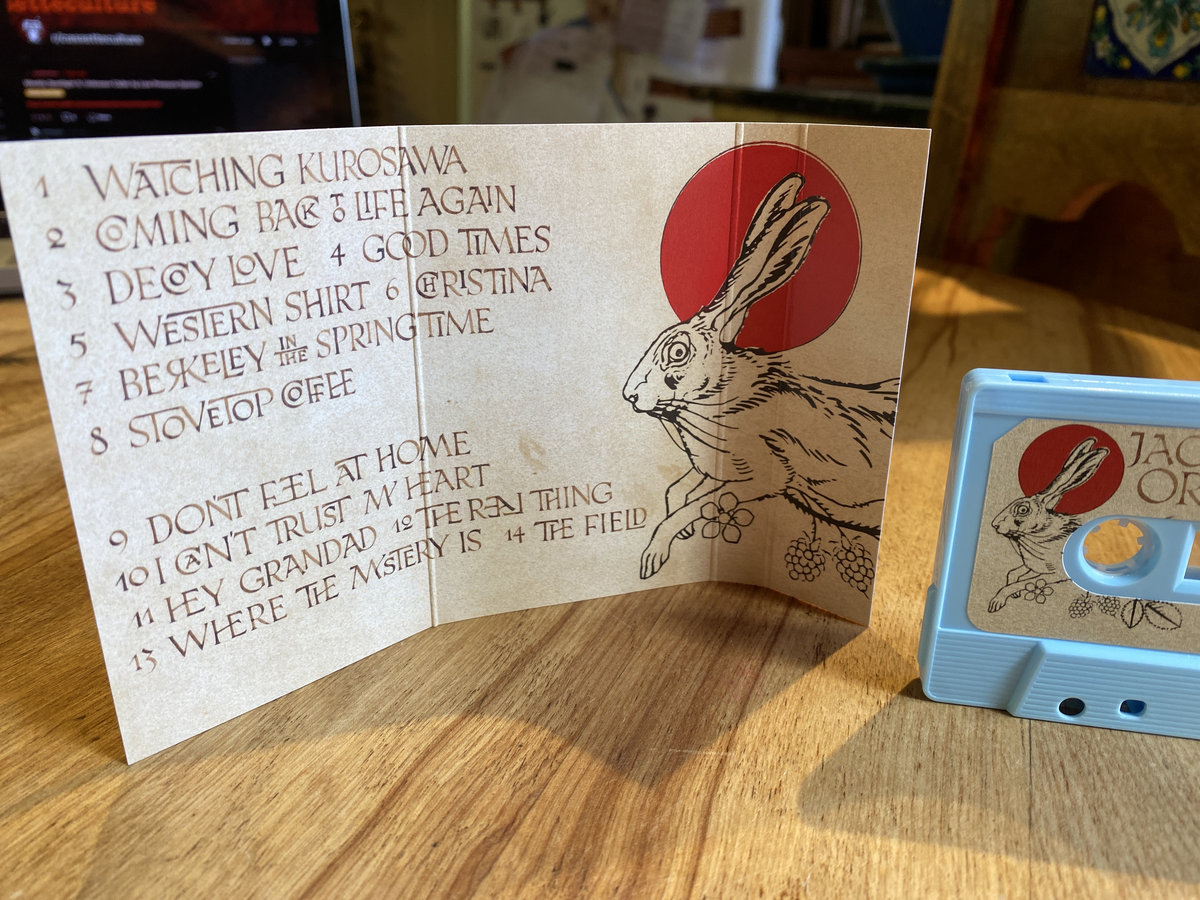 1 WATCHING KUROSAWA
2 COMING BACK TO LIFE AGAIN
3 DECOY LOVE 4 GOOD TIMES
5 WESTERN SHIRT 6 CHRISTINA
7 BERKELEY IN THE SPRINGTIME
8 STOVETOP COFFEE
9 DON'T FEEL AT HOME
10 I CAN'T TRUST MY HEART
11 HEY GRANDAD 12 THE REAL THING
13 WHERE THE MYSTERY IS 14 THE FIELD
JAC
OR